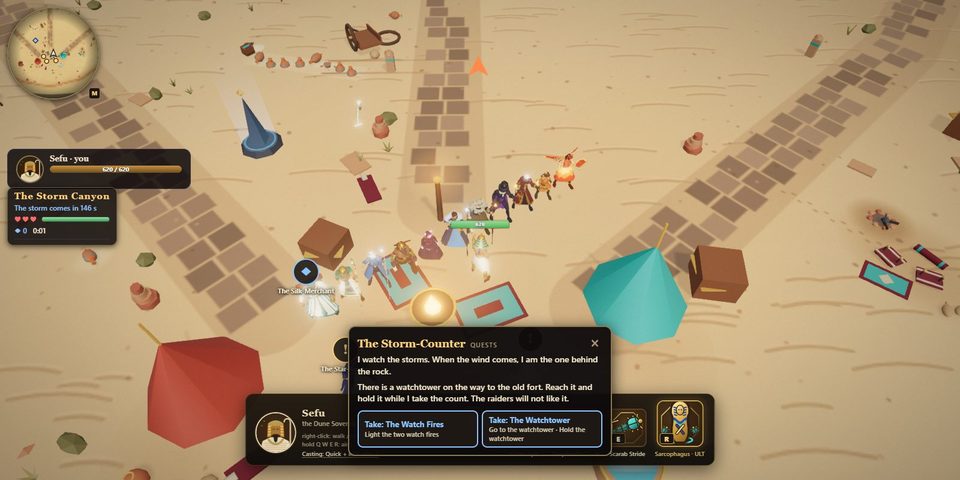 M
Sefu · you
620 / 620
The Storm Canyon
The storm comes in 146 s
0 0:01
620
The Silk Merchant
The Storm-Counter QUESTS
I watch the storms. When the wind comes, I am the one behind
the rock.
There is a watchtower on the way to the old fort. Reach it and
hold it while I take the count. The raiders will not like it.
Take: The Watch Fires
Light the two watch fires
Take: The Watchtower
Go to the watchtower · Hold the
watchtower
Sefu
right-click: walk
hold Q W E R:
Casting: Quick +
E
Scarab Stride
R
Sarcophagus · ULT